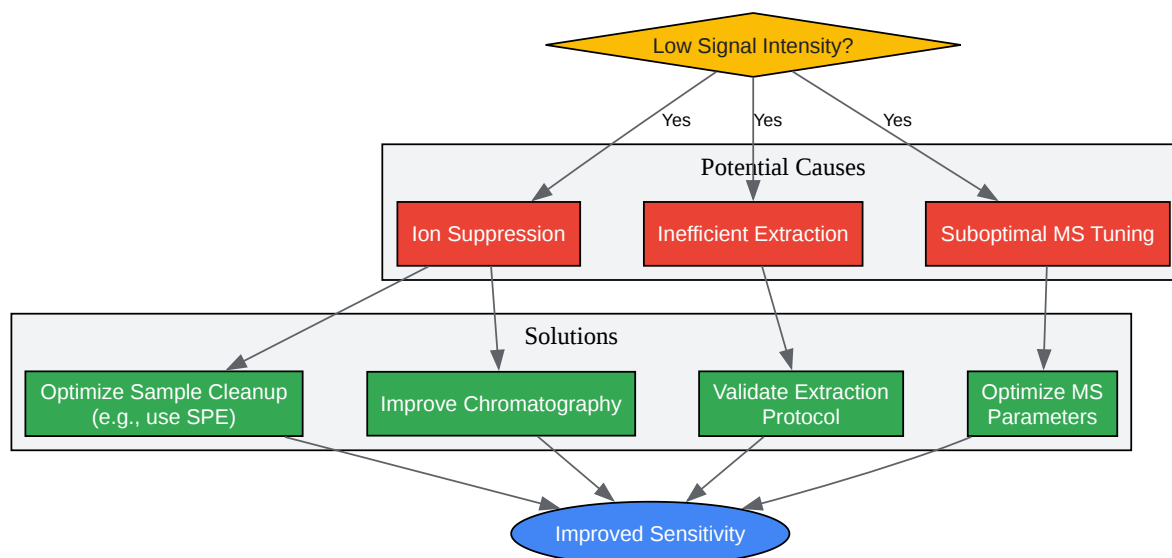 Low Signal Intensity?
Yes
Yes
Yes
Potential Causes
Ion Suppression
Inefficient Extraction
Suboptimal MS Tuning
Solutions
Optimize Sample Cleanup
(e.g., use SPE)
Improve Chromatography
Validate Extraction
Protocol
Optimize MS
Parameters
Improved Sensitivity